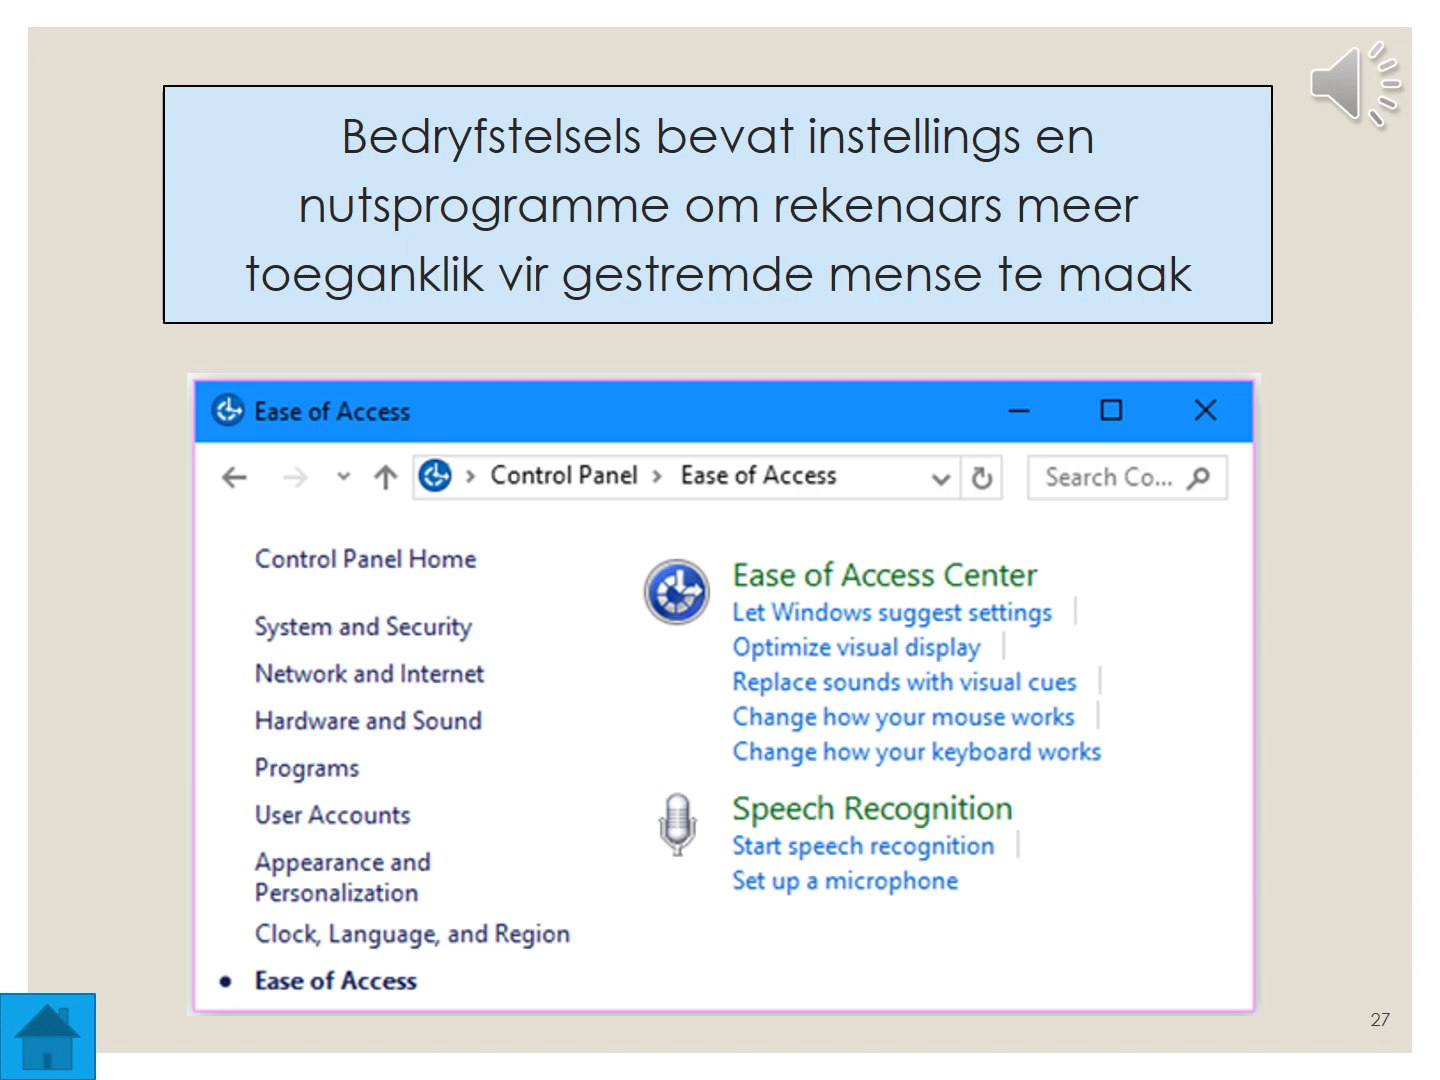 Bedryfstelsels bevat instellings en
nutsprogramme om rekenaars meer
toeganklik vir gestremde mense te maak
Ease of Access
Control Panel
Ease of Access
Search Co...
Control Panel Home
System and Security
Network and Internet
Hardware and Sound
Programs
User Accounts
Appearance and
Personalization
Clock, Language, and Region
Ease of Access
Ease of Access Center
Let Windows suggest settings
Optimize visual display
Replace sounds with visual cues
Change how your mouse works
Change how your keyboard works
Speech Recognition
Start speech recognition
Set up a microphone
27